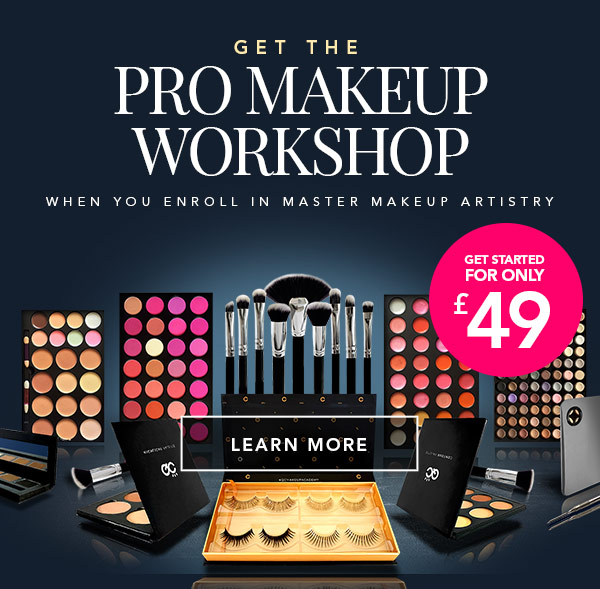 GET THE
PRO MAKEUP
WORKSHOP
WHEN YOU ENROLL IN MASTER MAKEUP ARTISTRY
GET STARTED
FOR ONLY
£49
LEARN MORE